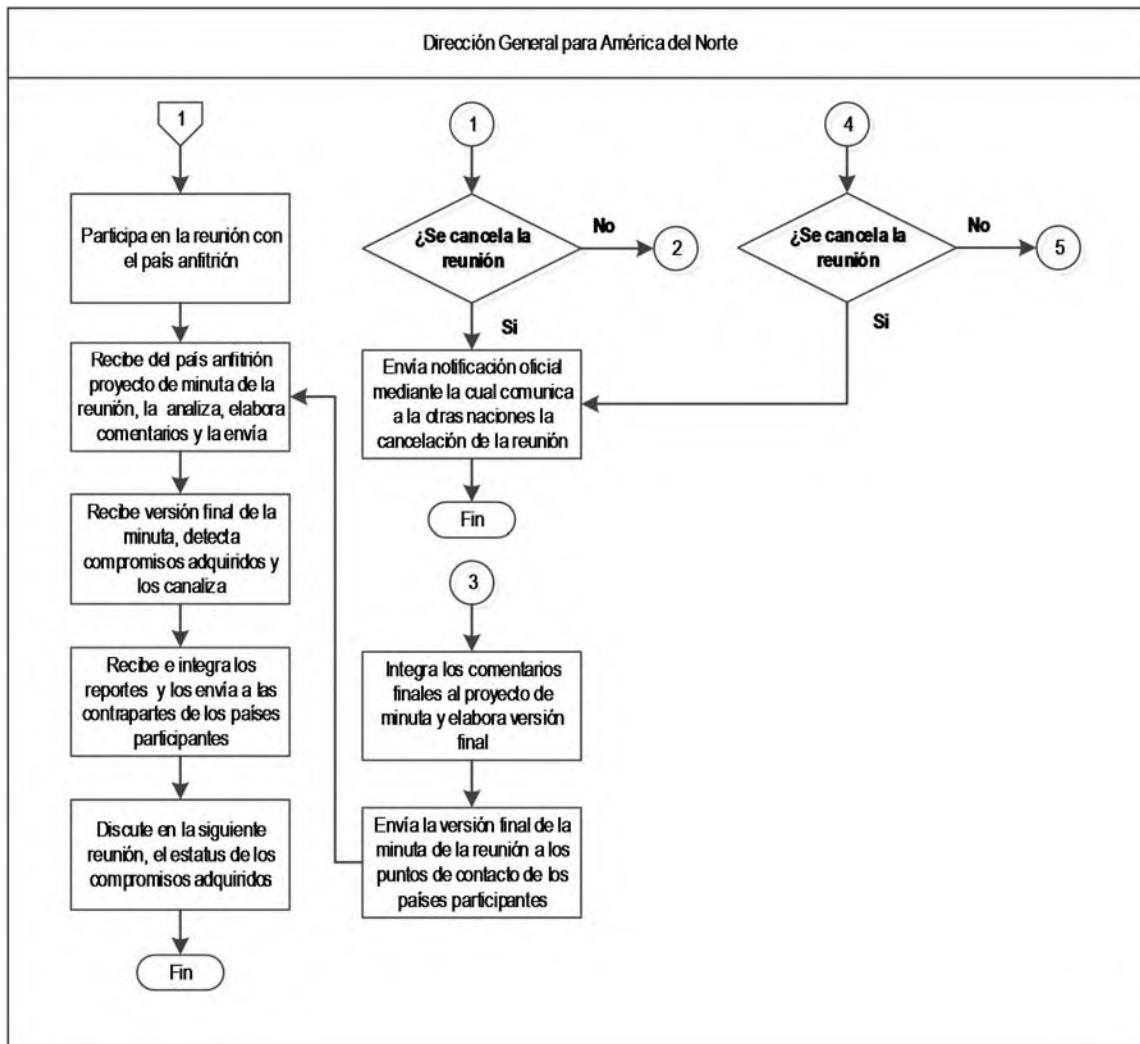 Dirección General para América del Norte
1
Participa en la reunión con
el país anfitrión
Recibe del país anfitrión
proyecto de minuta de la
reunión, la analiza, elabora
comentarios y la envía
Recibe versión final de la
minuta, detecta
compromisos adquiridos y
los canaliza
Recibe e integra los
reportes y los envía a las
contrapartes de los países
participantes
Discute en la siguiente
reunión, el estatus de los
compromisos adquiridos
Fin
1
¿Se cancela la
reunión
No
2
Si
Envía notificación oficial
mediante la cual comunica
a la otras naciones la
cancelación de la reunión
Fin
3
Integra los comentarios
finales al proyecto de
minuta y elabora versión
final
Envía la versión final de la
minuta de la reunión a los
puntos de contacto de los
países participantes
4
¿Se cancela la
reunión
No
5
Si